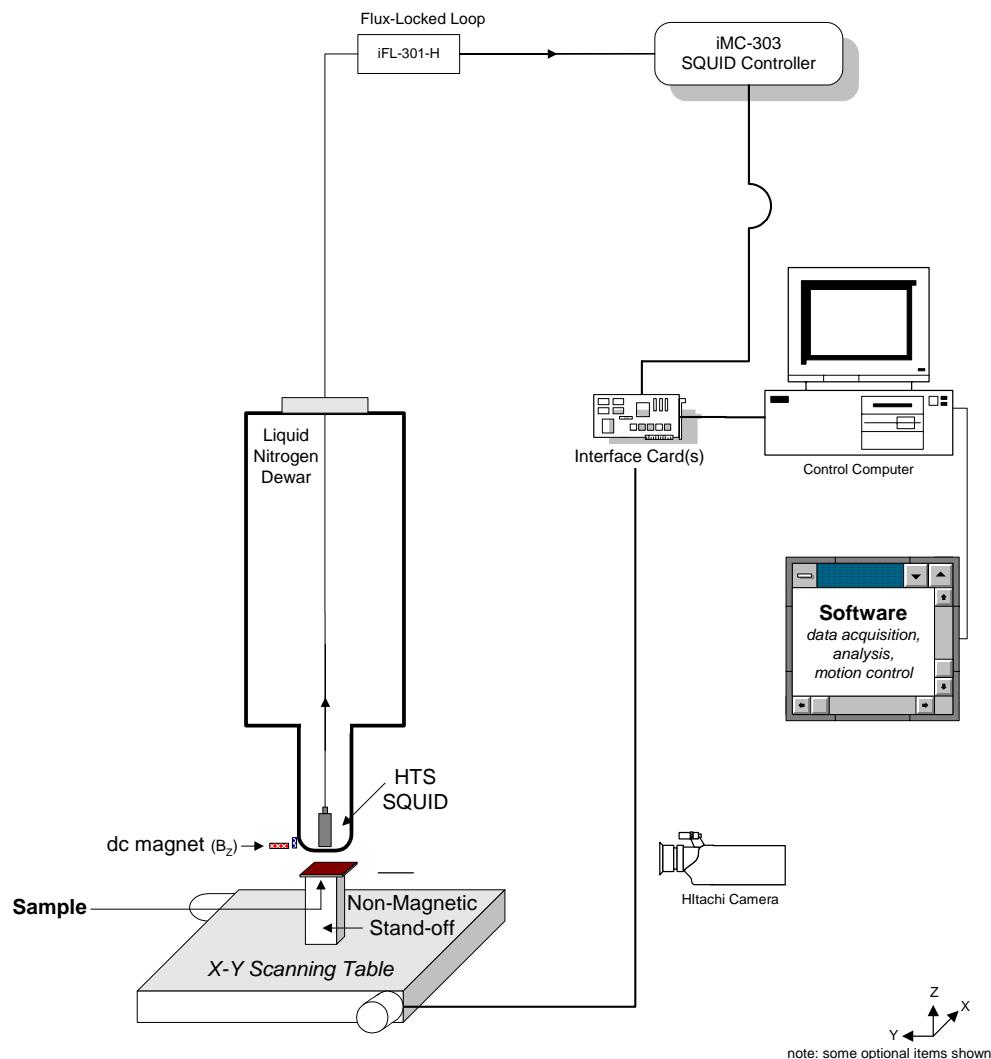 Flux-Locked Loop
iFL-301-H
iMC-303
SQUID Controller
Liquid
Nitrogen
Dewar
Interface Card(s)
Control Computer
Software
data acquisition,
analysis,
motion control
HTS
SQUID
dc magnet (BZ)
HItachi Camera
Sample
Non-Magnetic
Stand-off
X-Y Scanning Table
Z
X
Y
note: some optional items shown